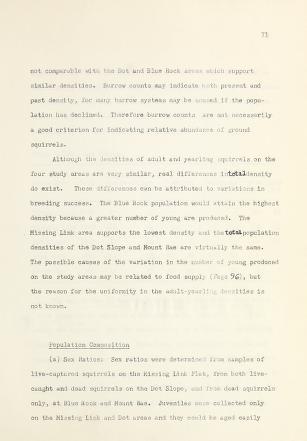 71
not comparable with the Dot and Blue Rock areas which support
similar densities. Burrow counts may indicate both present and
past density, for many burrow systems may be unused if the popu-
lation has declined. Therefore burrow counts are not necessarily
a good criterion for indicating relative abundance of ground
squirrels.
Although the densities of adult and yearling squirrels on the
four study areas are very similar, real differences in total density
do exist. These differences can be attributed to variations in
breeding success. The Blue Rock population would attain the highest
density because a greater number of young are produced. The
Missing Link area supports the lowest density and the total population
densities of the Dot Slope and Mount Rae are virtually the same.
The possible causes of the variation in the number of young produced
on the study areas may be related to food supply (Page 96), but
the reason for the uniformity in the adult-yearling densities is
not known.
Population Composition
(a) Sex Ratios: Sex ratios were determined from samples of
live-captured squirrels on the Missing Link Plot, from both live-
caught and dead squirrels on the Dot Slope, and from dead squirrels
only, at Blue Rock and Mount Rae. Juveniles were collected only
on the Missing Link and Dot areas and they could be aged easily